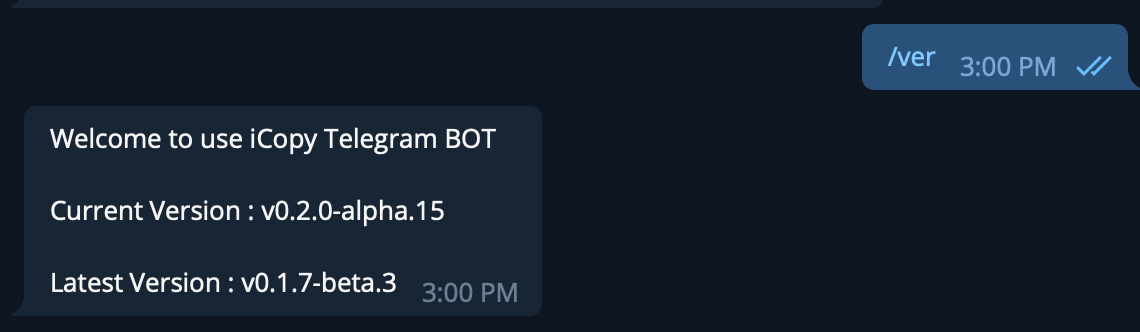 /ver 3:00 PM
Welcome to use iCopy Telegram BOT
Current Version : v0.2.0-alpha.15
Latest Version : v0.1.7-beta.3 3:00 PM